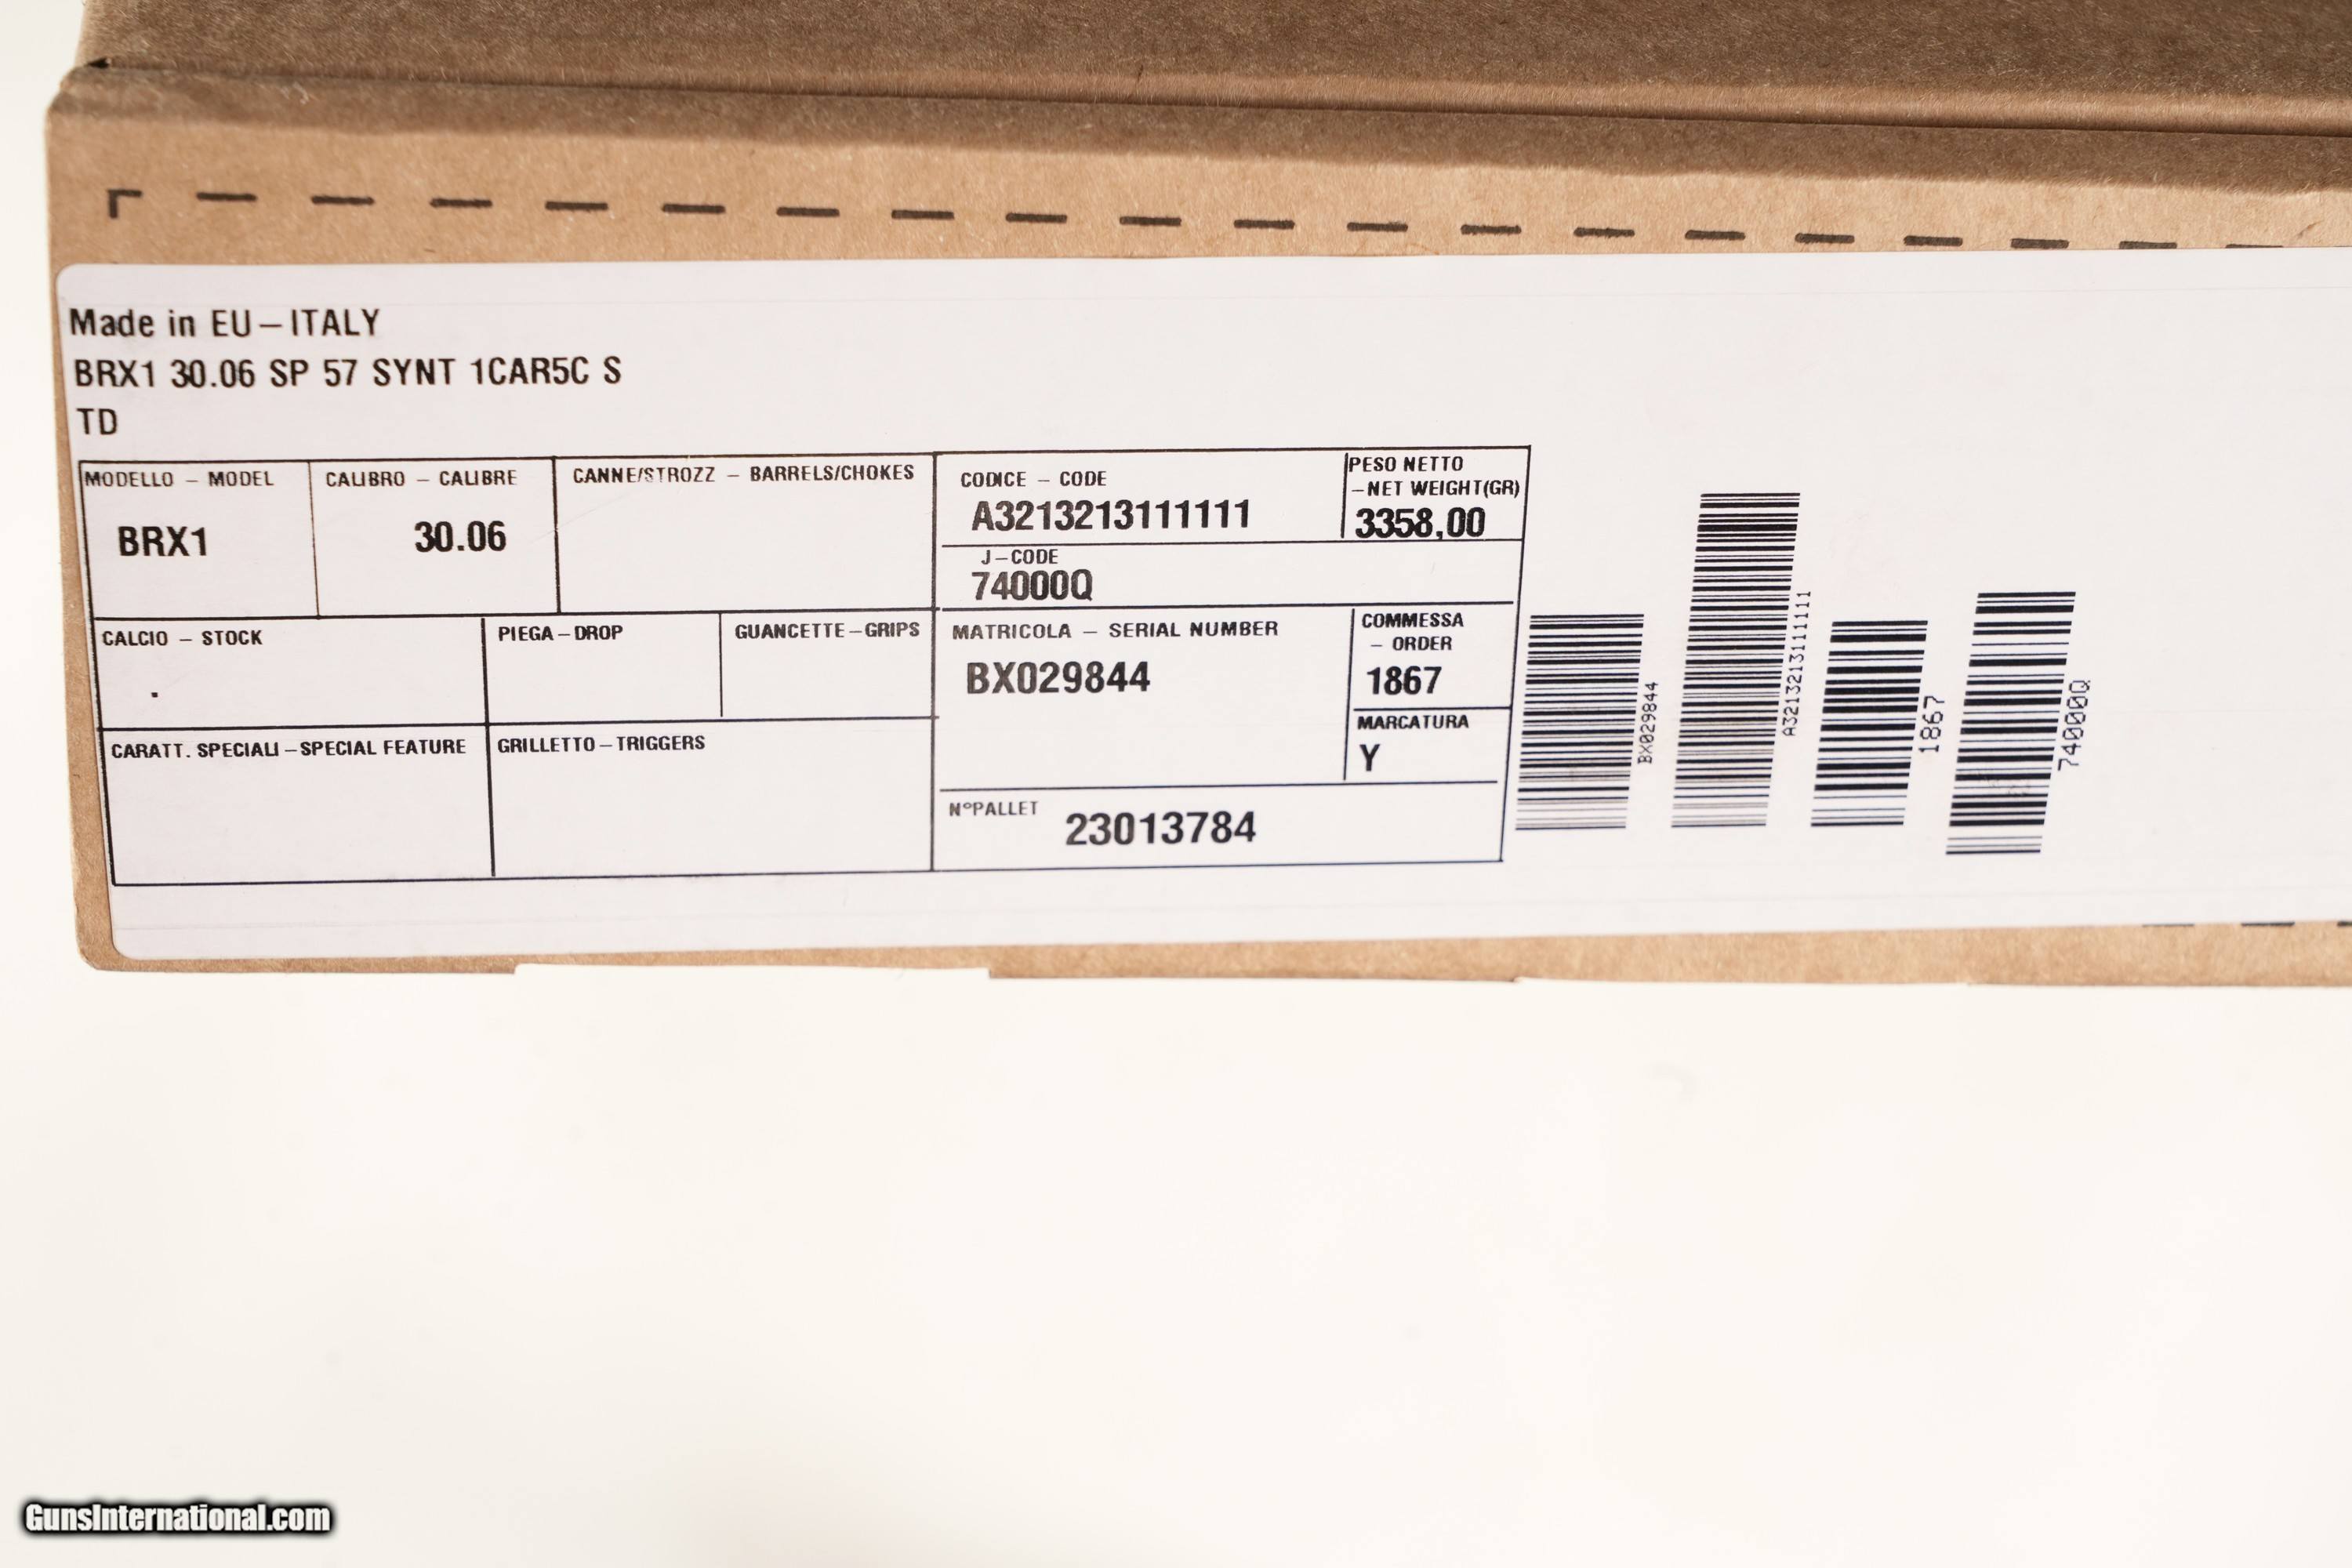 Made in EU – ITALY
BRX1 30.06 SP 57 SYNT 1CAR5C S
TD
MODELLO – MODEL
BRX1
CALIBRO – CALIBRE
30.06
CANNE/STROZZ – BARRELS/CHOKES
CODICE – CODE
A3213213111111
PESO NETTO
–NET WEIGHT(GR)
3358,00
J–CODE
74000Q
CALCIO – STOCK
.
PIEGA – DROP
GUANCETTE – GRIPS
MATRICOLA – SERIAL NUMBER
BX029844
COMMESSA
– ORDER
1867
MARCATURA
Y
CARATT. SPECIALI – SPECIAL FEATURE
GRILLETTO – TRIGGERS
N°PALLET
23013784
BX029844
A3213213111111
1867
74000Q
GunsInternational.com